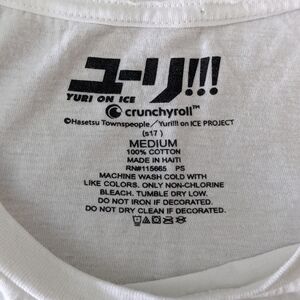 ユーリ!!!
YURI ON ICE
crunchyroll™
©Hasetsu Townspeople/Yuri!!! on ICE PROJECT
(s17)
MEDIUM
100% COTTON
MADE IN HAITI
RN#115665 PS
MACHINE WASH COLD WITH
LIKE COLORS. ONLY NON-CHLORINE
BLEACH. TUMBLE DRY LOW.
DO NOT IRON IF DECORATED.
DO NOT DRY CLEAN IF DECORATED.